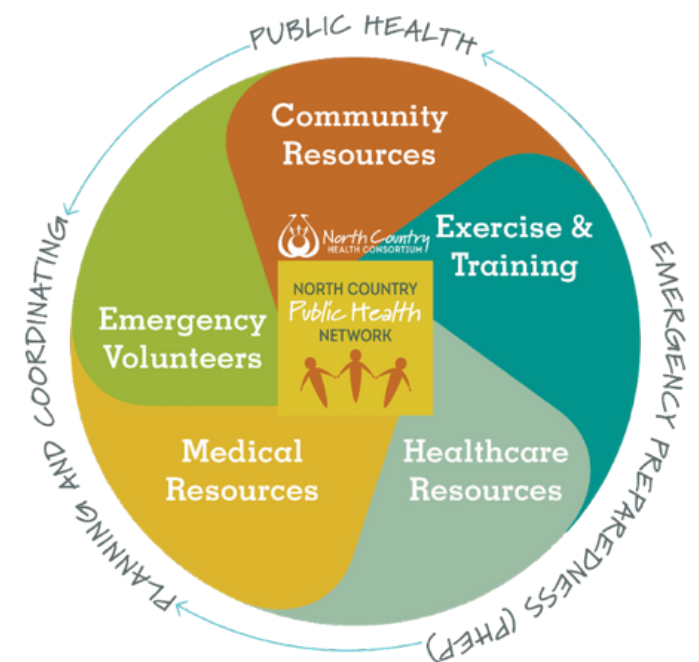 PUBLIC HEALTH
Community
Resources
Exercise &
Training
North Country
HEALTH CONSORTIUM
NORTH COUNTRY
Public Health
NETWORK
Emergency
Volunteers
Medical
Resources
Healthcare
Resources
EMERGENCY PREPAREDNESS (PHEP)
PLANNING AND COORDINATING